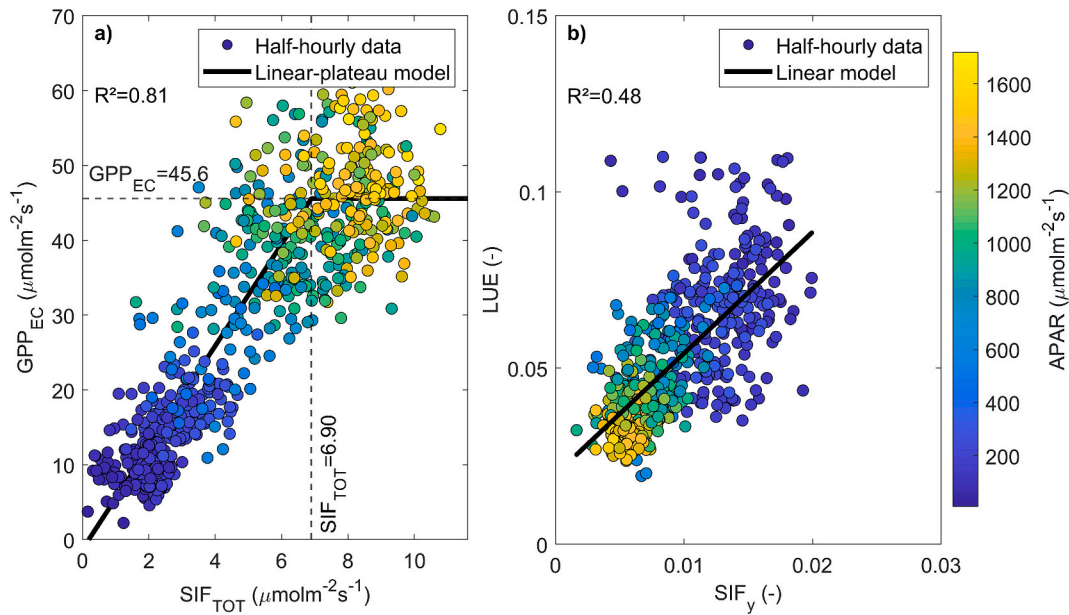 a)
Half-hourly data
Linear-plateau model
R²=0.81
GPP_EC=45.6
SIF_TOT=6.90
70
60
50
40
30
20
10
0
GPP_EC (μmolm⁻²s⁻¹)
0 2 4 6 8 10
SIF_TOT (μmolm⁻²s⁻¹)
b)
Half-hourly data
Linear model
R²=0.48
0.15
0.1
0.05
0
LUE (-)
0 0.01 0.02 0.03
SIF_y (-)
1600
1400
1200
1000
800
600
400
200
APAR (μmolm⁻²s⁻¹)